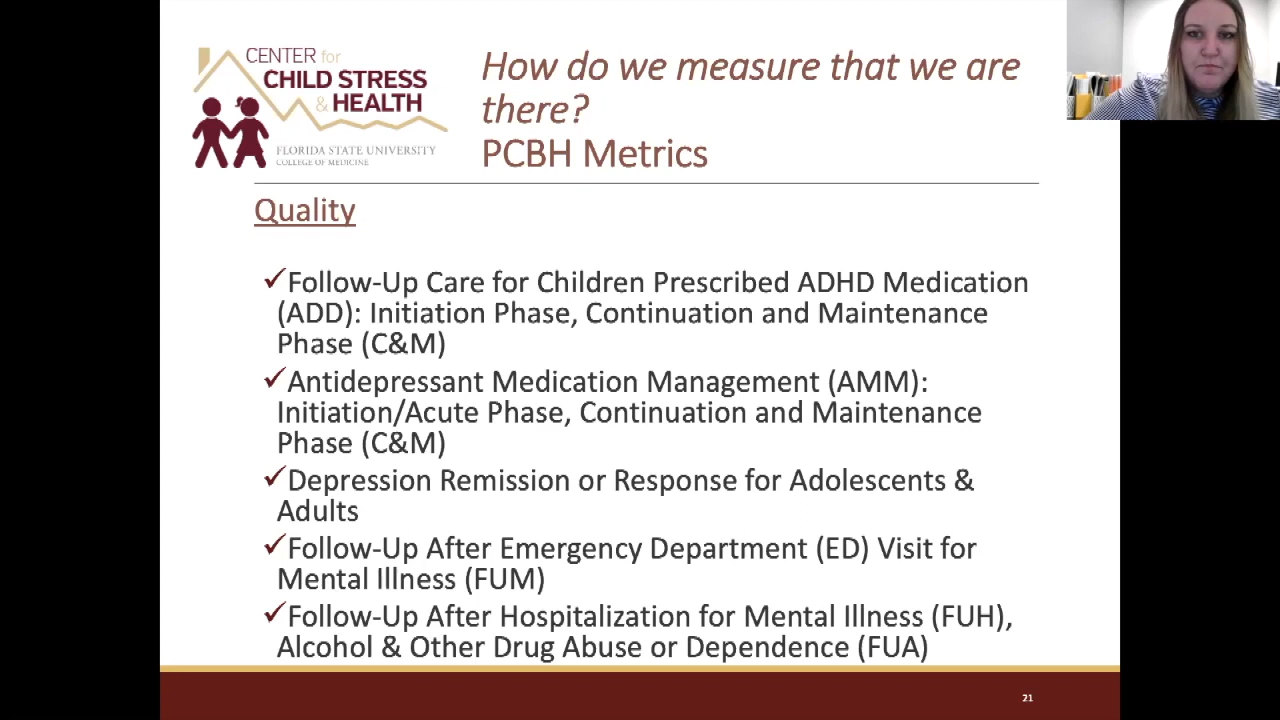 CENTER for
CHILD STRESS
& HEALTH
FLORIDA STATE UNIVERSITY
COLLEGE OF MEDICINE
How do we measure that we are
there?
PCBH Metrics
Quality
✓Follow-Up Care for Children Prescribed ADHD Medication
(ADD): Initiation Phase, Continuation and Maintenance
Phase (C&M)
✓Antidepressant Medication Management (AMM):
Initiation/Acute Phase, Continuation and Maintenance
Phase (C&M)
✓Depression Remission or Response for Adolescents &
Adults
✓Follow-Up After Emergency Department (ED) Visit for
Mental Illness (FUM)
✓Follow-Up After Hospitalization for Mental Illness (FUH),
Alcohol & Other Drug Abuse or Dependence (FUA)
21